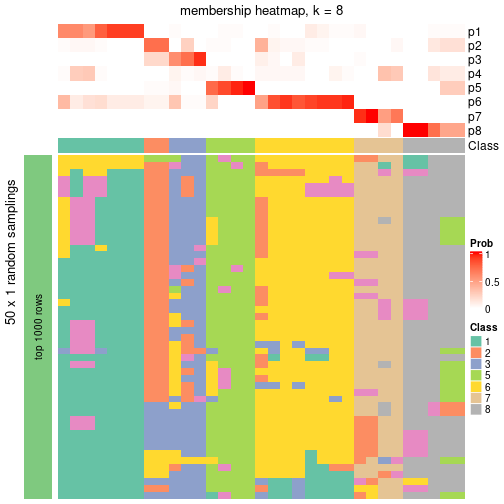 membership heatmap, k = 8
p1
p2
p3
p4
p5
p6
p7
p8
Class
50 x 1 random samplings
top 1000 rows
Prob
1
0.5
0
Class
1
2
3
5
6
7
8